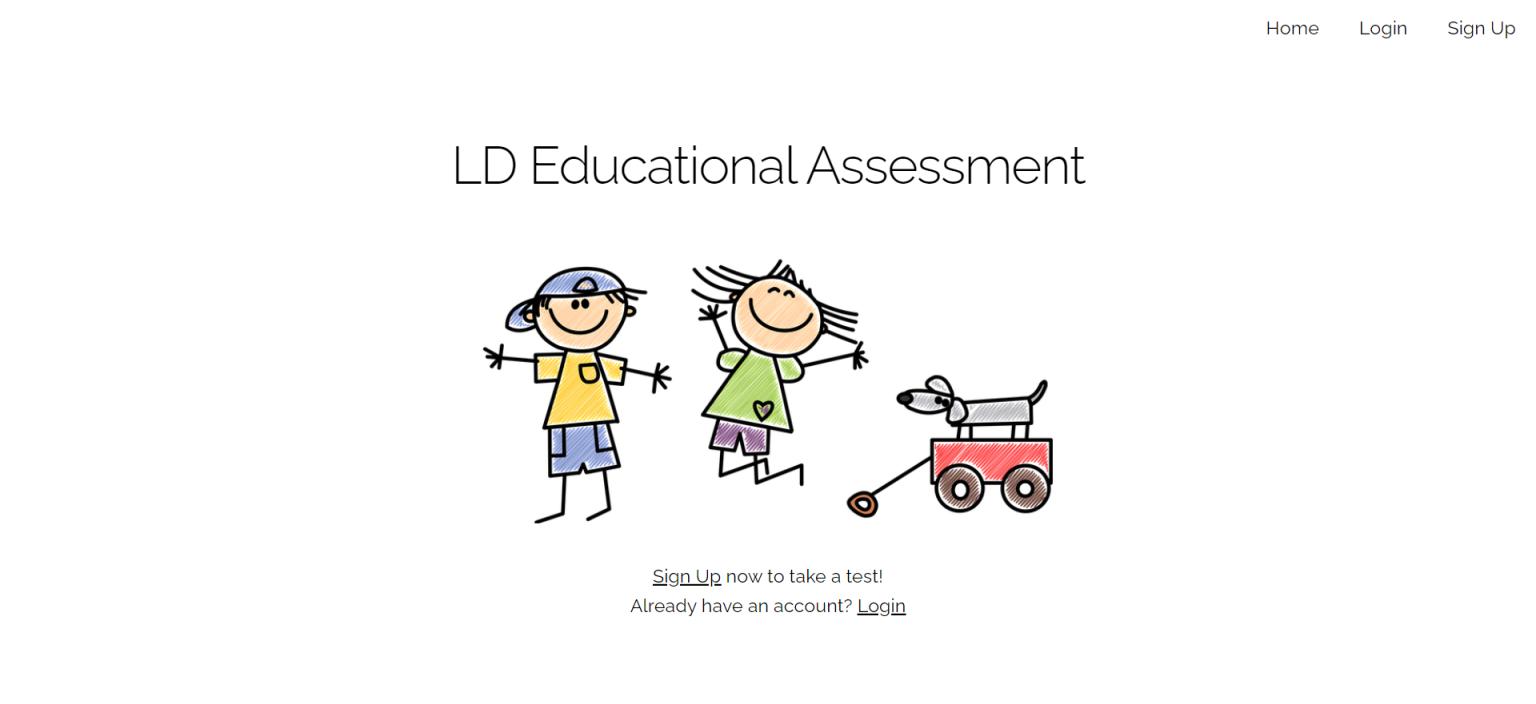 Home Login Sign Up
LD Educational Assessment
Sign Up now to take a test!
Already have an account? Login